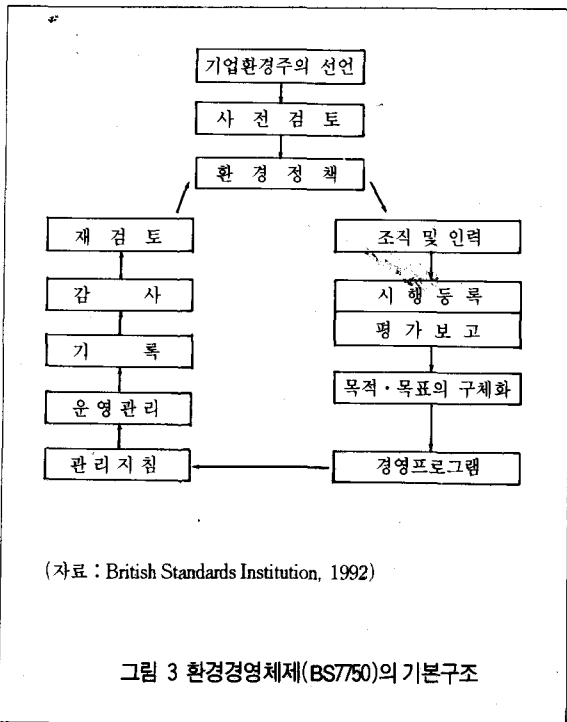 기업환경주의 선언
사 전 검 토
환 경 정 책
재 검 토
조직 및 인력
감 사
시 행 등 록
평 가 보 고
기 록
목적·목표의 구체화
운 영 관 리
관 리 지 침
경영프로그램
(자료 : British Standards Institution, 1992)
그림 3 환경경영체제(BS7750)의 기본구조